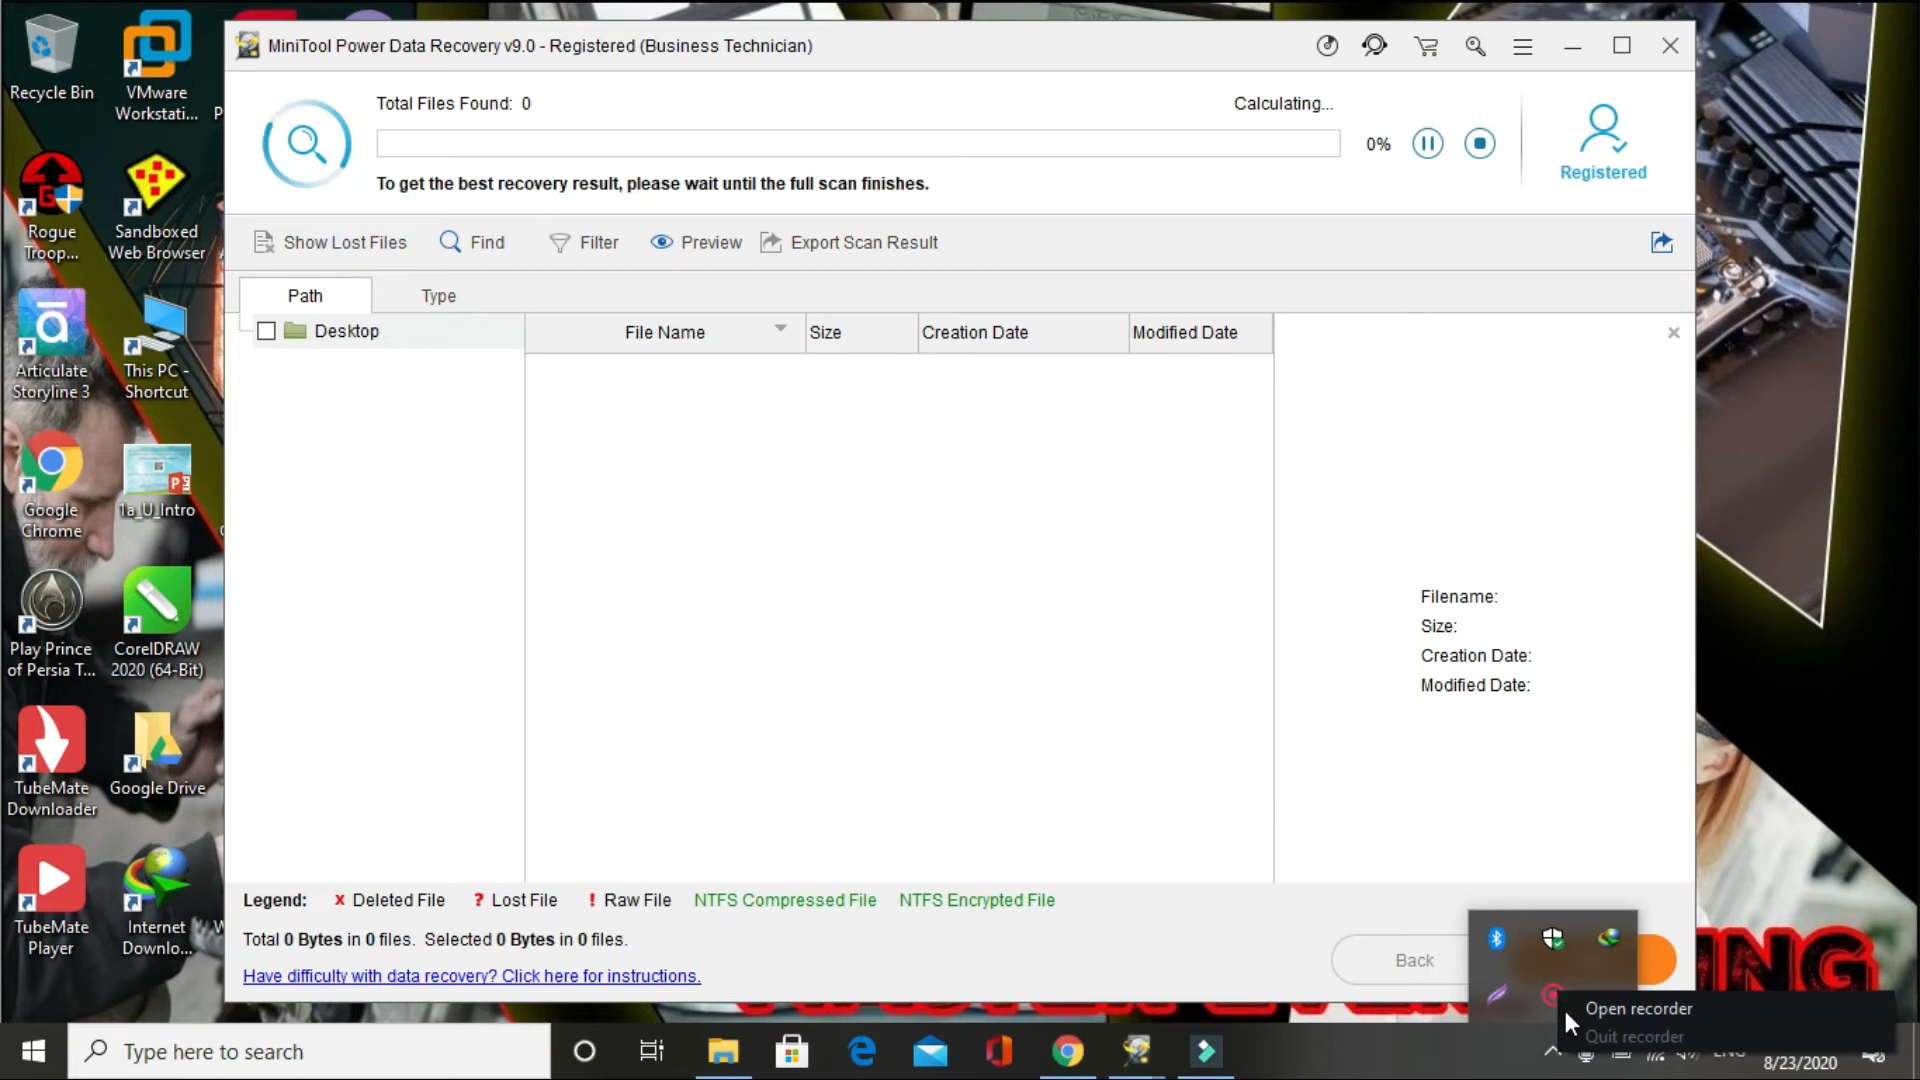 Recycle Bin
VMware
Workstati...
Rogue
Troop...
Sandboxed
Web Browser
Articulate
Storyline 3
This PC -
Shortcut
Google
Chrome
1a_U_Intro
Play Prince
of Persia T...
CorelDRAW
2020 (64-Bit)
TubeMate
Downloader
Google Drive
TubeMate
Player
Internet
Downlo...
MiniTool Power Data Recovery v9.0 - Registered (Business Technician)
Total Files Found: 0
Calculating...
0%
To get the best recovery result, please wait until the full scan finishes.
Registered
Show Lost Files
Find
Filter
Preview
Export Scan Result
Path
Type
Desktop
File Name
Size
Creation Date
Modified Date
Filename:
Size:
Creation Date:
Modified Date:
Legend: x Deleted File ? Lost File ! Raw File NTFS Compressed File NTFS Encrypted File
Total 0 Bytes in 0 files. Selected 0 Bytes in 0 files.
Have difficulty with data recovery? Click here for instructions.
Back
Open recorder
Quit recorder
Type here to search
ENG
8/23/2020